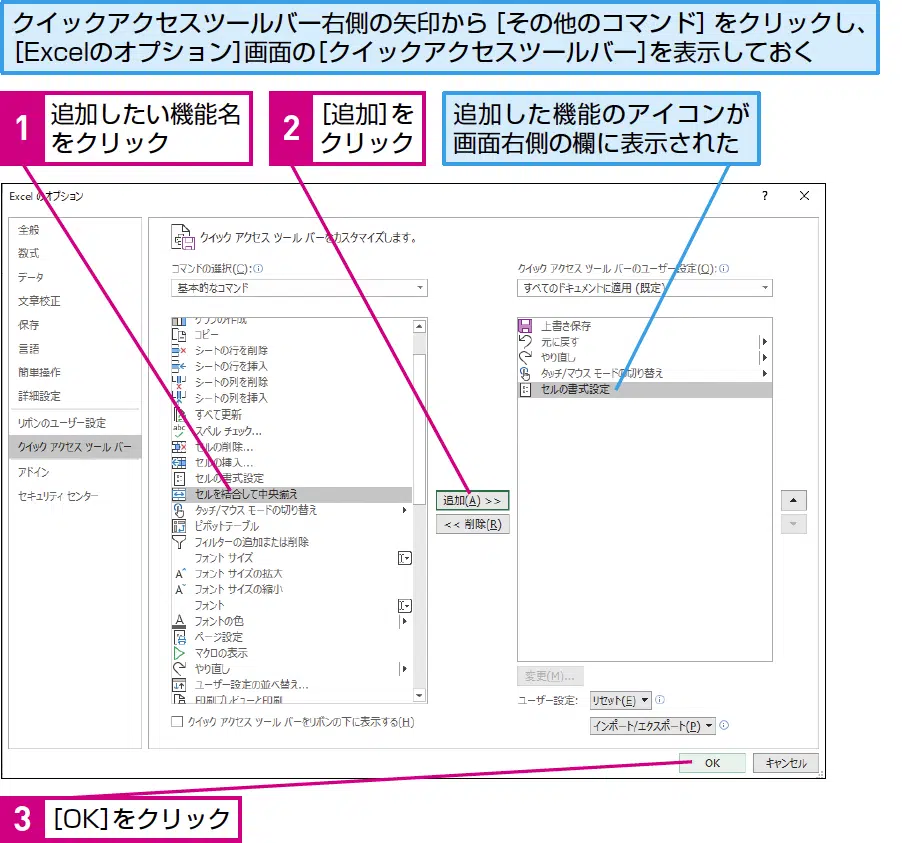 クイックアクセスツールバー右側の矢印から［その他のコマンド］をクリックし、
［Excelのオプション］画面の［クイックアクセスツールバー］を表示しておく
1
追加したい機能名
をクリック
2
［追加］を
クリック
追加した機能のアイコンが
画面右側の欄に表示された
Excel のオプション
?
全般
数式
データ
文章校正
保存
言語
簡単操作
詳細設定
リボンのユーザー設定
クイック アクセス ツール バー
アドイン
セキュリティ センター
クイック アクセス ツール バーをカスタマイズします。
コマンドの選択(C):
基本的なコマンド
グラフの作成
コピー
シートの行を削除
シートの行を挿入
シートの列を削除
シートの列を挿入
すべて更新
スペル チェック...
セルの削除...
セルの挿入...
セルの書式設定
セルを結合して中央揃え
タッチ/マウス モードの切り替え
ピボットテーブル
フィルターの追加または削除
フォント サイズ
フォント サイズの拡大
フォント サイズの縮小
フォント
フォントの色
ページ設定
マクロの表示
やり直し
ユーザー設定の並べ替え...
印刷プレビューと印刷
クイック アクセス ツール バーをリボンの下に表示する(H)
追加(A) >>
<< 削除(R)
クイック アクセス ツール バーのユーザー設定(Q):
すべてのドキュメントに適用 (既定)
上書き保存
元に戻す
やり直し
タッチ/マウス モードの切り替え
セルの書式設定
変更(M)...
ユーザー設定:
リセット(E)
インポート/エクスポート(P)
OK
キャンセル
3
［OK］をクリック